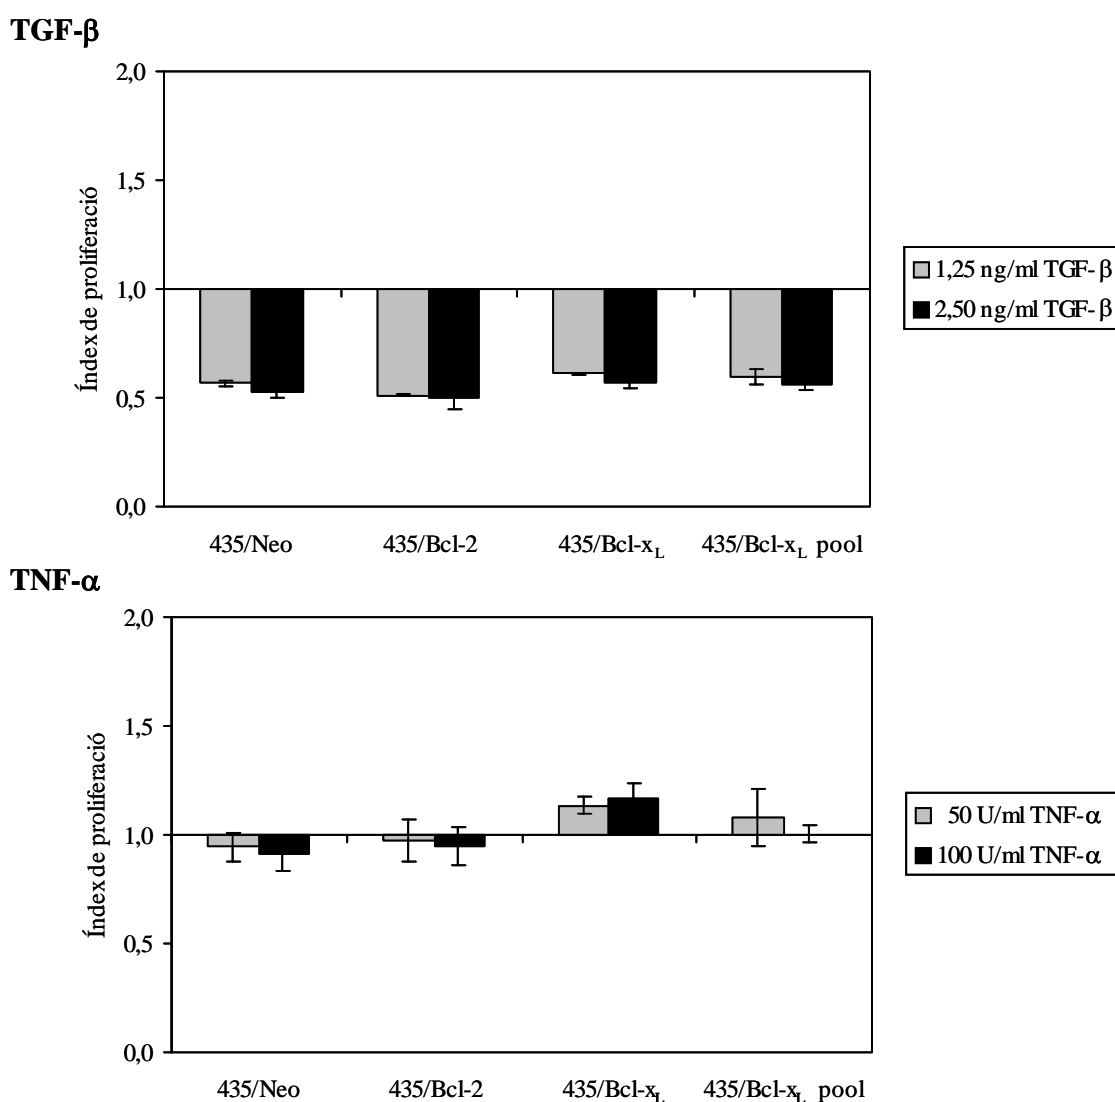 TGF-β
2,0
1,5
1,0
0,5
0,0
Índex de proliferació
435/Neo 435/Bcl-2 435/Bcl-xL 435/Bcl-xL pool
1,25 ng/ml TGF-β
2,50 ng/ml TGF-β
TNF-α
2,0
1,5
1,0
0,5
0,0
Índex de proliferació
435/Neo 435/Bcl-2 435/Bcl-xL 435/Bcl-xL pool
50 U/ml TNF-α
100 U/ml TNF-α